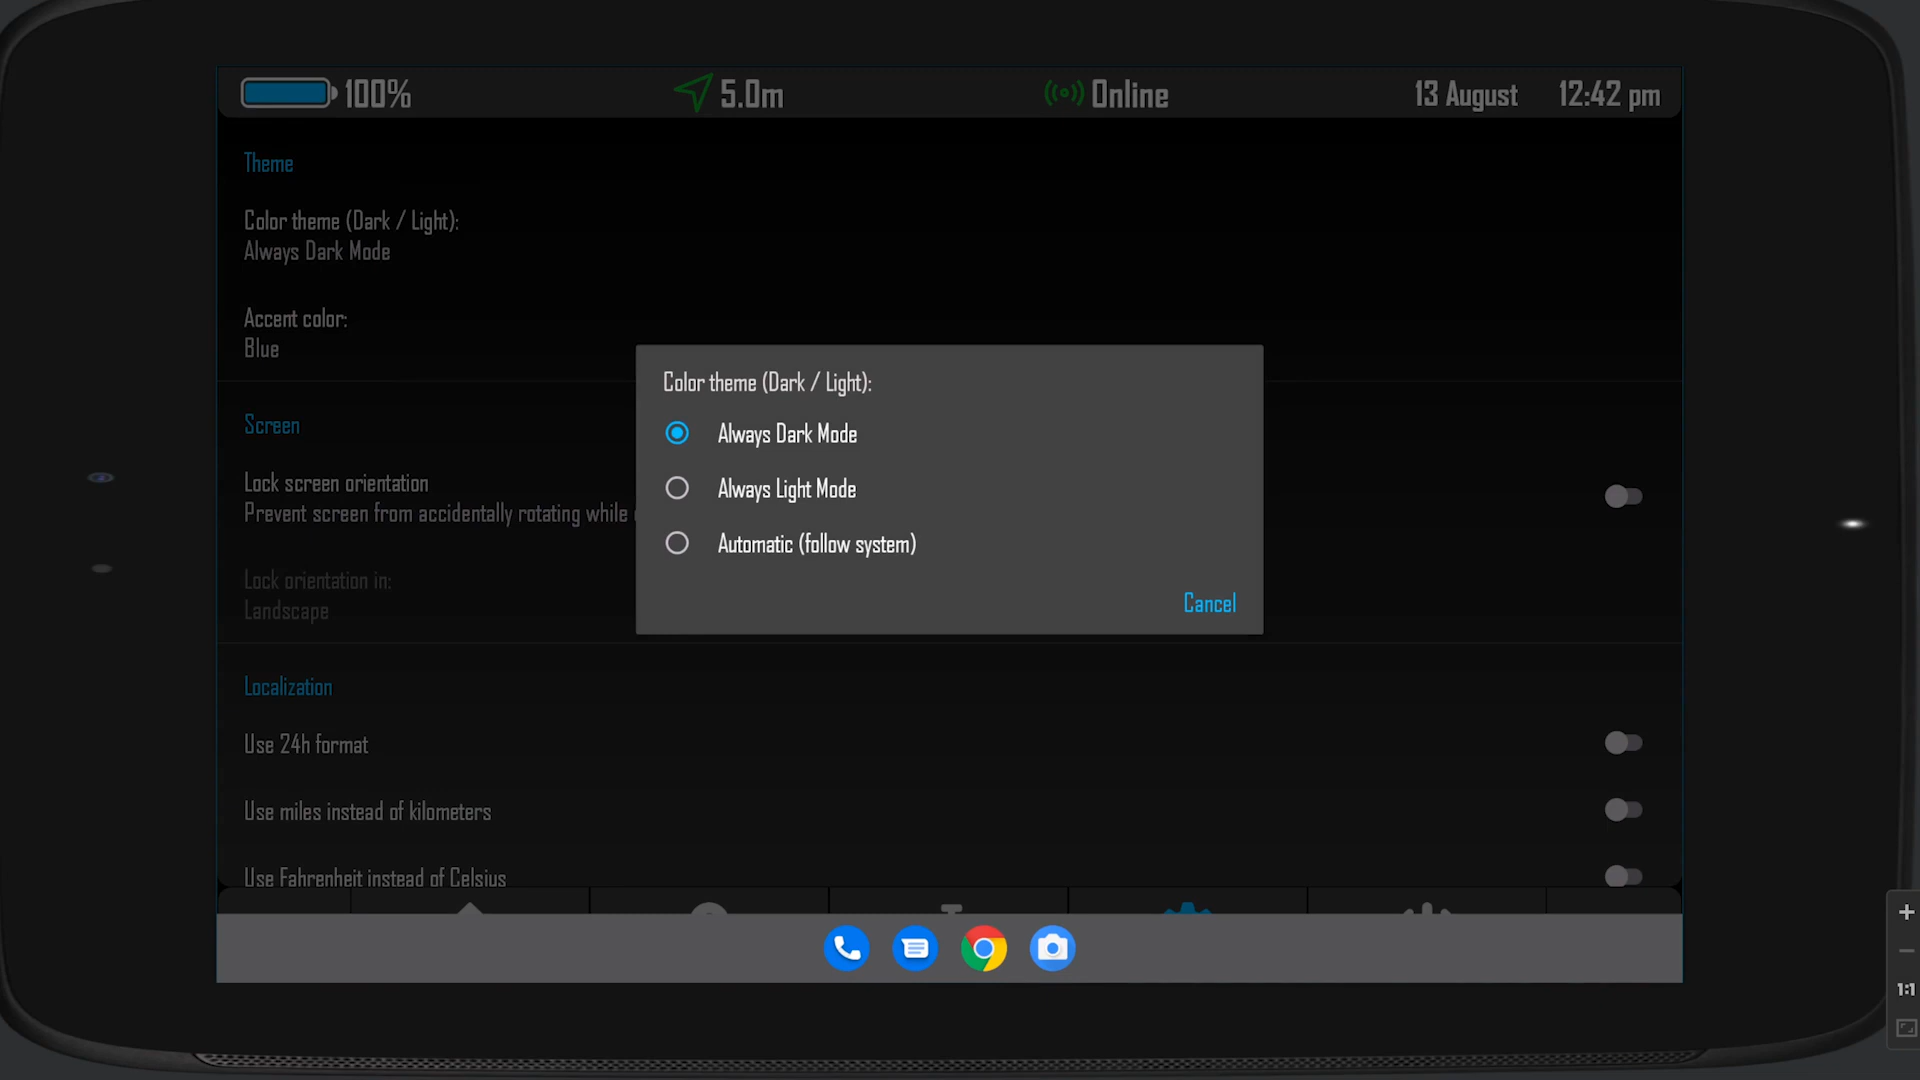 100%
5.0m
Online
13 August
12:42 pm
Theme
Color theme (Dark / Light):
Always Dark Mode
Accent color:
Blue
Color theme (Dark / Light):
Always Dark Mode
Always Light Mode
Automatic (follow system)
Cancel
Screen
Lock screen orientation
Prevent screen from accidentally rotating while
Lock orientation in:
Landscape
Localization
Use 24h format
Use miles instead of kilometers
Use Fahrenheit instead of Celsius
1:1